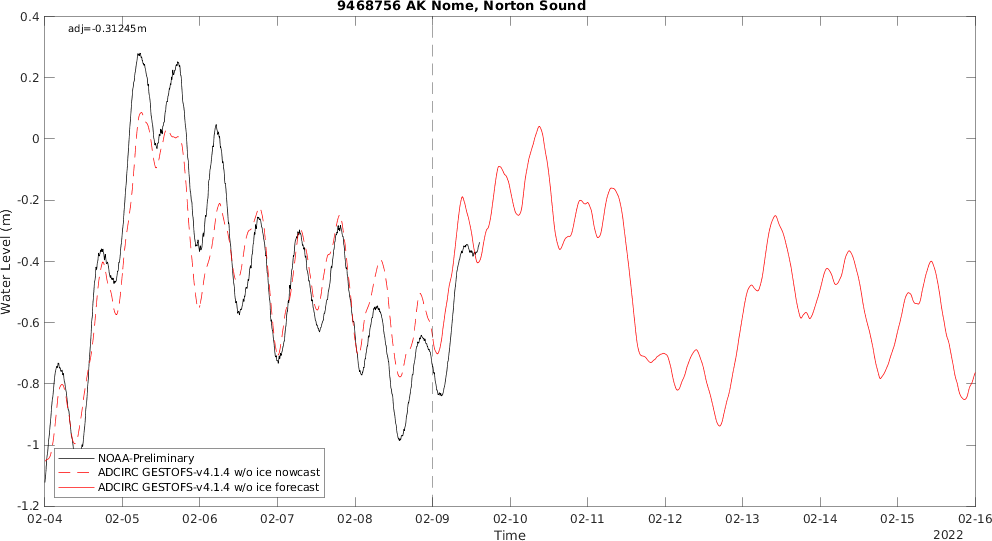 9468756 AK Nome, Norton Sound
adj=-0.31245m
0.4
0.2
0
-0.2
-0.4
-0.6
-0.8
-1
-1.2
Water Level (m)
NOAA-Preliminary
ADCIRC GESTOFS-v4.1.4 w/o ice nowcast
ADCIRC GESTOFS-v4.1.4 w/o ice forecast
02-04 02-05 02-06 02-07 02-08 02-09 02-10 02-11 02-12 02-13 02-14 02-15 02-16
Time
2022